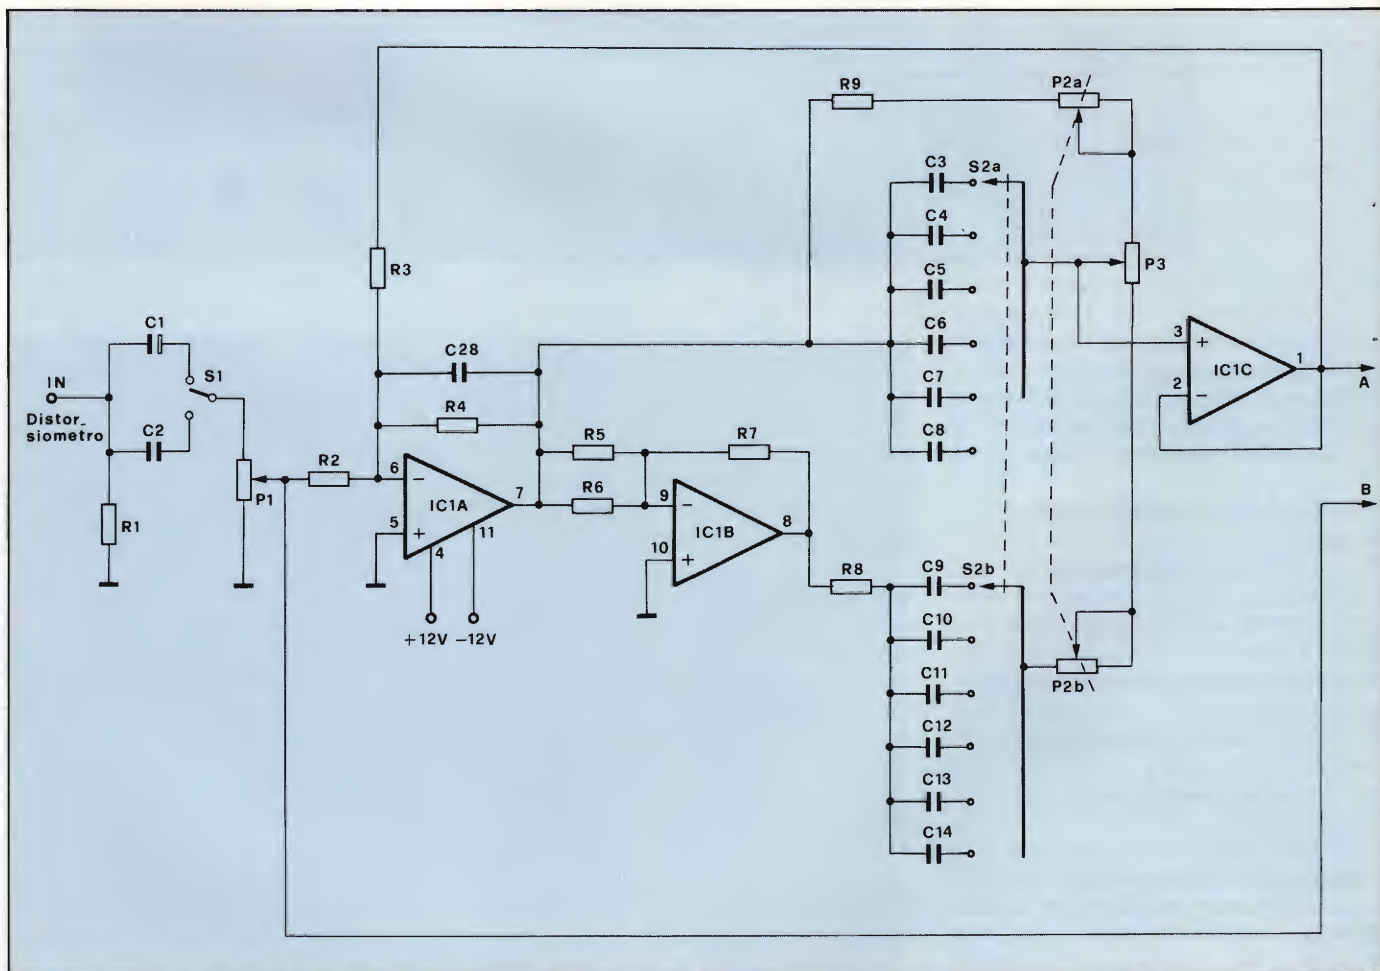 R9
P2a
C3
S2a
C4
R3
C5
P3
C1
C6
3
+
C28
IC1C
1
IN
S1
C7
2
−
A
Distor_
siometro
R4
C2
C8
R5
R7
R2
6
−
B
P1
IC1A
7
R6
9
−
R1
5
+
11
IC1B
8
4
10
+
C9
S2b
R8
+12V
−12V
C10
P2b
C11
C12
C13
C14